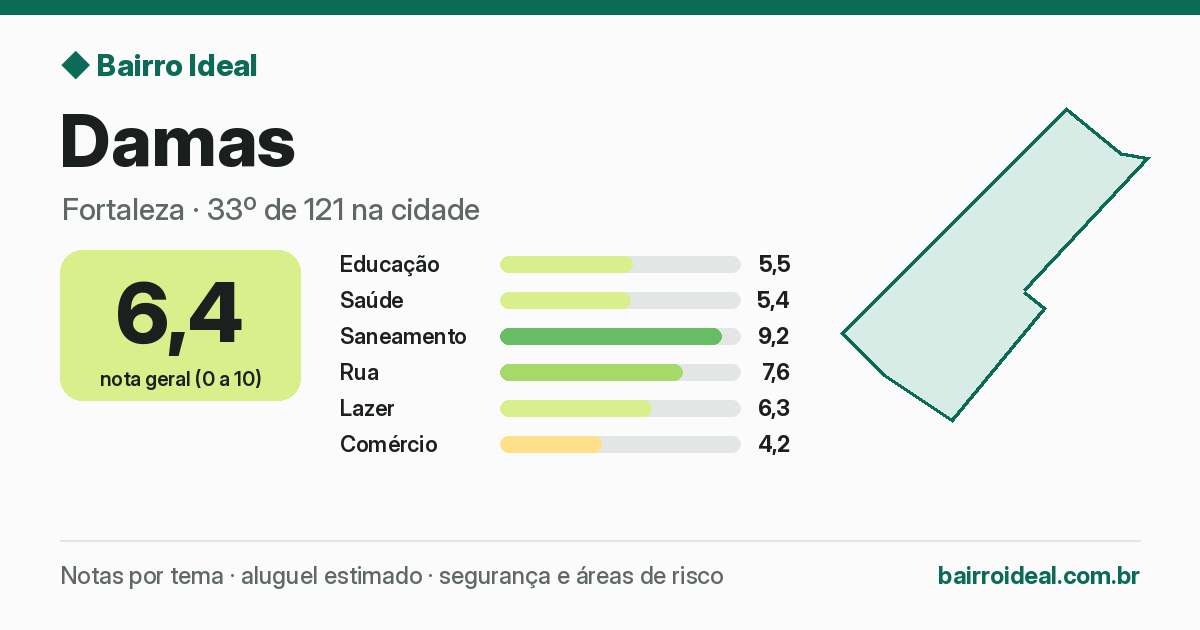 Bairro Ideal
Damas
Fortaleza · 33º de 121 na cidade
6,4
nota geral (0 a 10)
Educação 5,5
Saúde 5,4
Saneamento 9,2
Rua 7,6
Lazer 6,3
Comércio 4,2
Notas por tema · aluguel estimado · segurança e áreas de risco
bairroideal.com.br